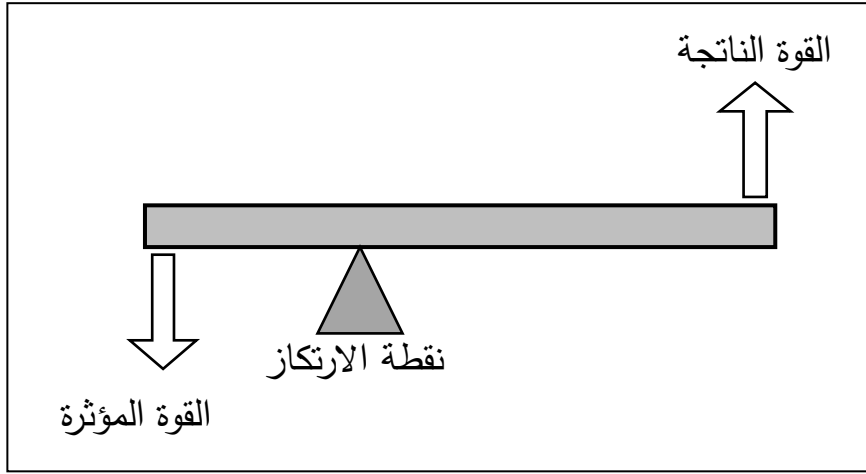 القوة الناتجة
نقطة الارتكاز
القوة المؤثرة